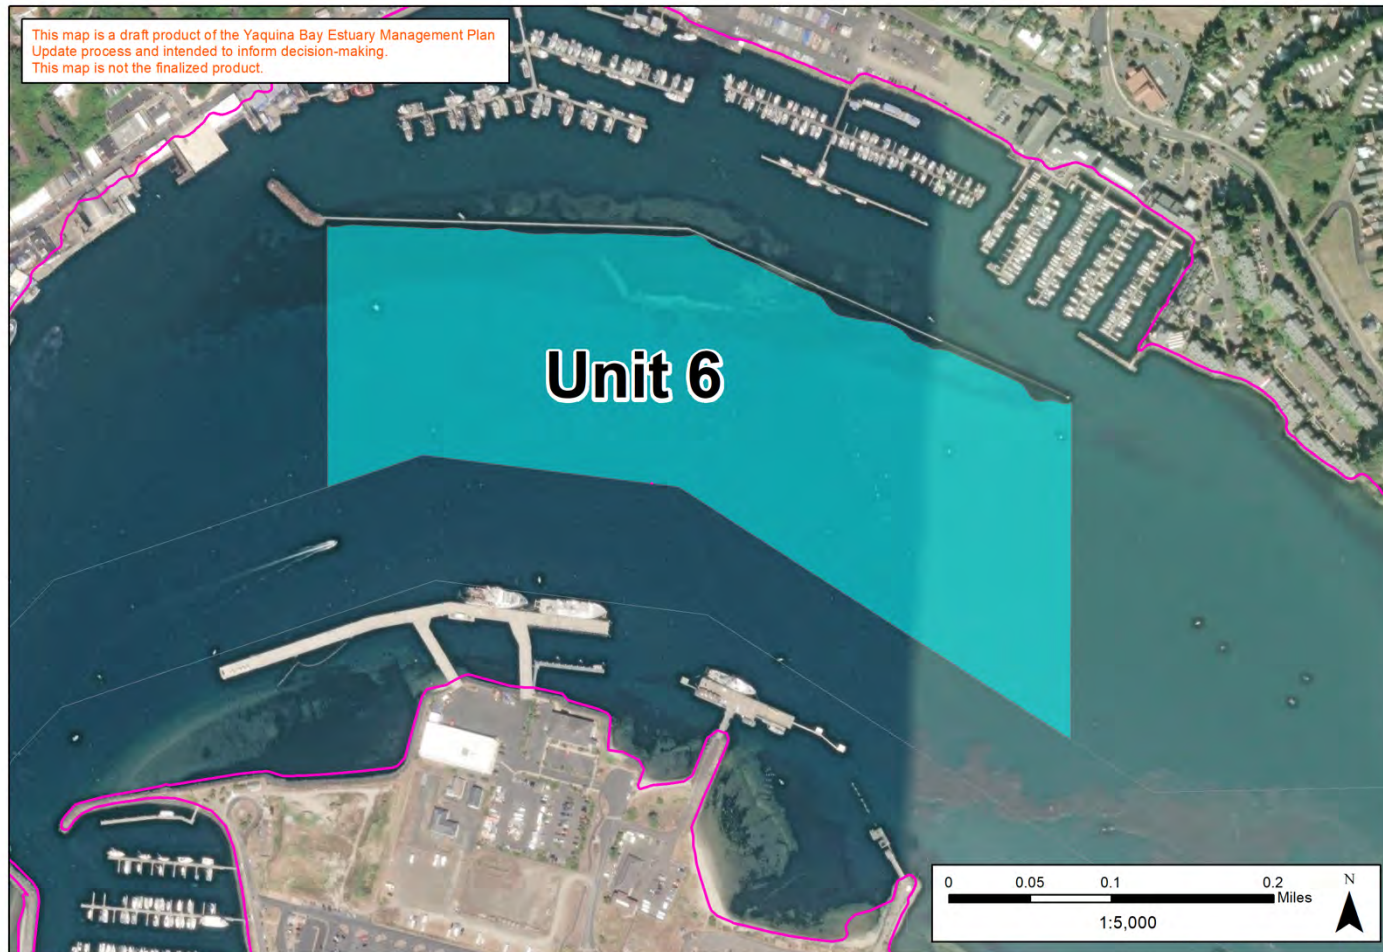 This map is a draft product of the Yaquina Bay Estuary Management Plan
Update process and intended to inform decision-making.
This map is not the finalized product.
Unit 6
0 0.05 0.1 0.2
Miles
1:5,000
N